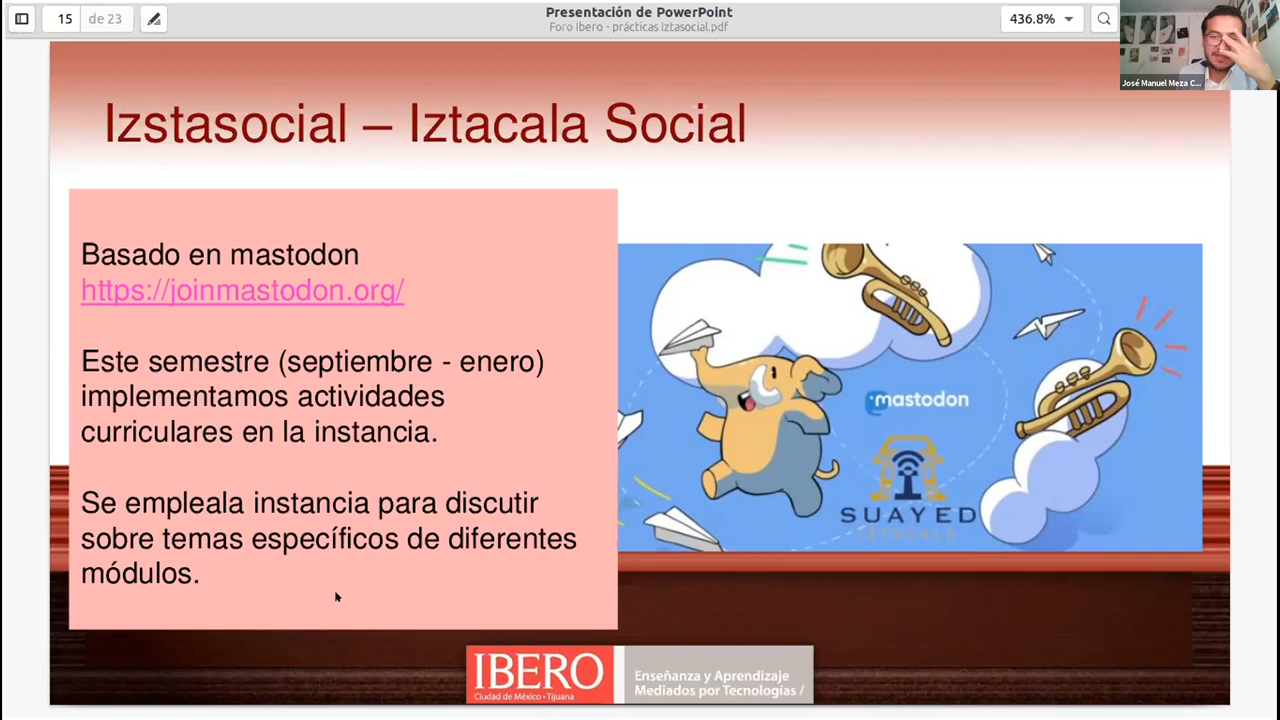 15
de 23
Presentación de PowerPoint
Foro Ibero - prácticas Iztasocial.pdf
436.8%
José Manuel Meza C...
Izstasocial – Iztacala Social
Basado en mastodon
https://joinmastodon.org/
Este semestre (septiembre - enero)
implementamos actividades
curriculares en la instancia.
Se empleala instancia para discutir
sobre temas específicos de diferentes
módulos.
mastodon
SUAYED
IZTACALA
IBERO
Ciudad de México • Tijuana
Enseñanza y Aprendizaje
Mediados por Tecnologías /